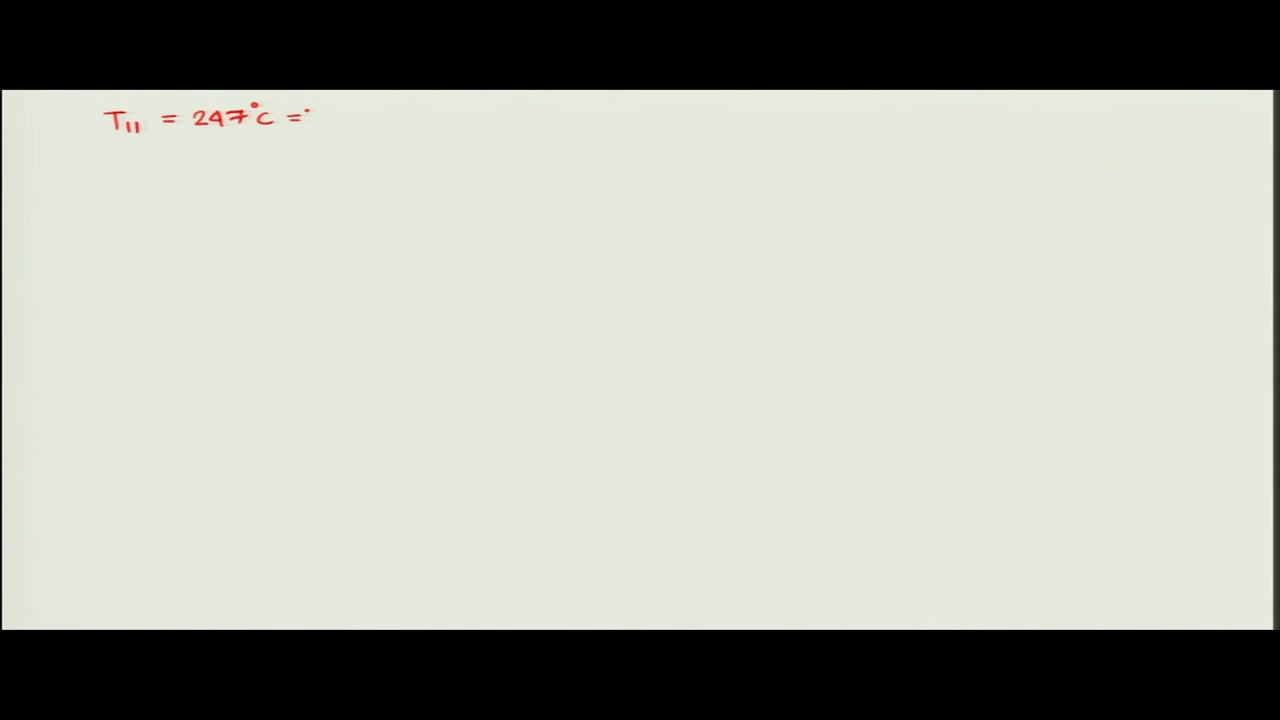 T₁₁ = 247°C =